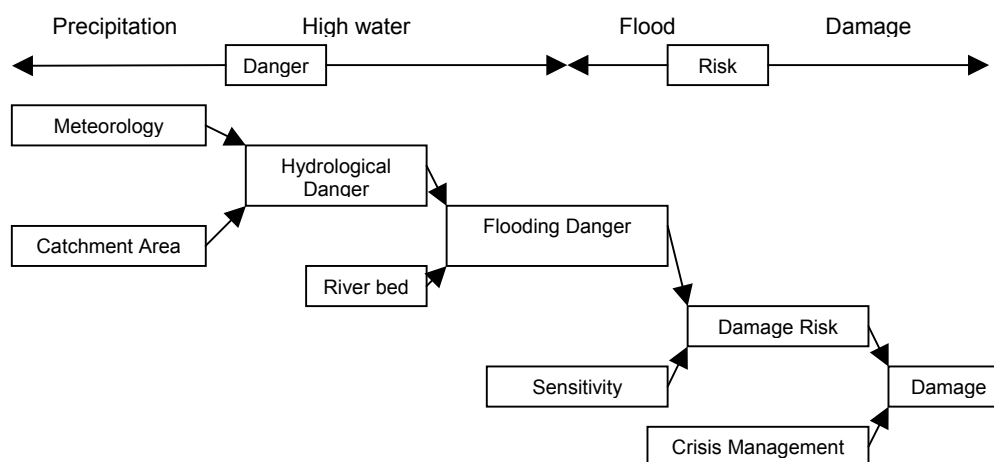 Precipitation High water Flood Damage
Danger Risk
Meteorology
Hydrological
Danger
Catchment Area
Flooding Danger
River bed
Damage Risk
Sensitivity
Damage
Crisis Management